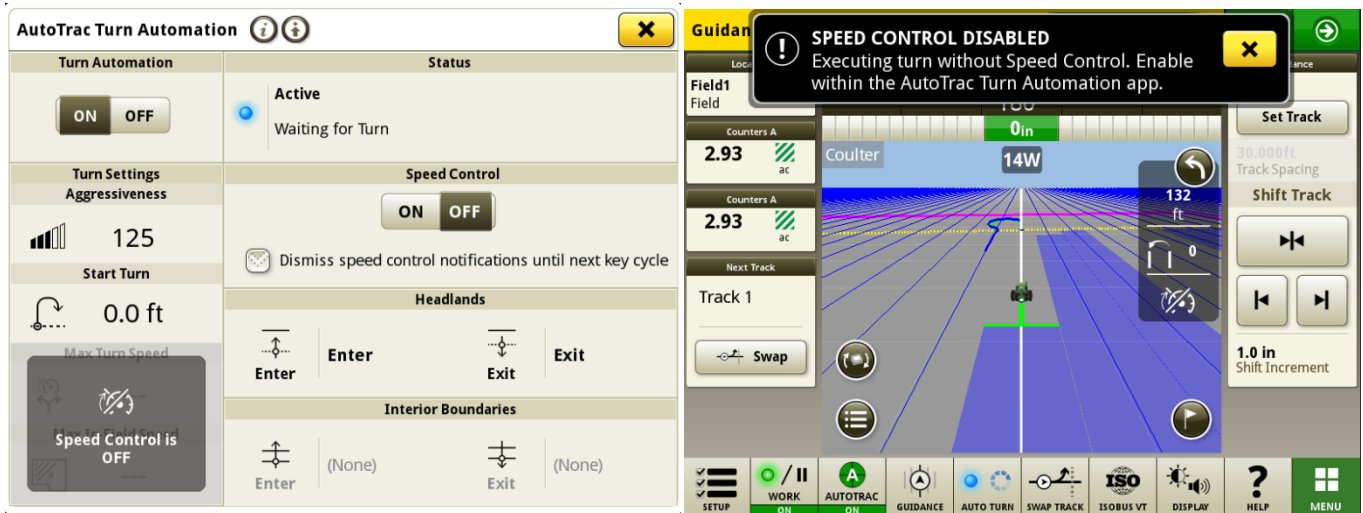 AutoTrac Turn Automation
Turn Automation
ON OFF
Status
Active
Waiting for Turn
Turn Settings
Aggressiveness
125
Start Turn
0.0 ft
Max Turn Speed
---
Speed Control is
OFF
---
Speed Control
ON OFF
Dismiss speed control notifications until next key cycle
Headlands
Enter
Enter
Exit
Exit
Interior Boundaries
Enter
(None)
Exit
(None)
Guidan
SPEED CONTROL DISABLED
Executing turn without Speed Control. Enable
within the AutoTrac Turn Automation app.
Loca
Field1
Field
Counters A
2.93
ac
Counters A
2.93
ac
Next Track
Track 1
Swap
0in
Coulter
14W
132
ft
0
ance
Set Track
30.000ft
Track Spacing
Shift Track
1.0 in
Shift Increment
SETUP
WORK
ON
A
AUTOTRAC
ON
GUIDANCE
AUTO TURN
SWAP TRACK
ISO
ISOBUS VT
DISPLAY
?
HELP
MENU